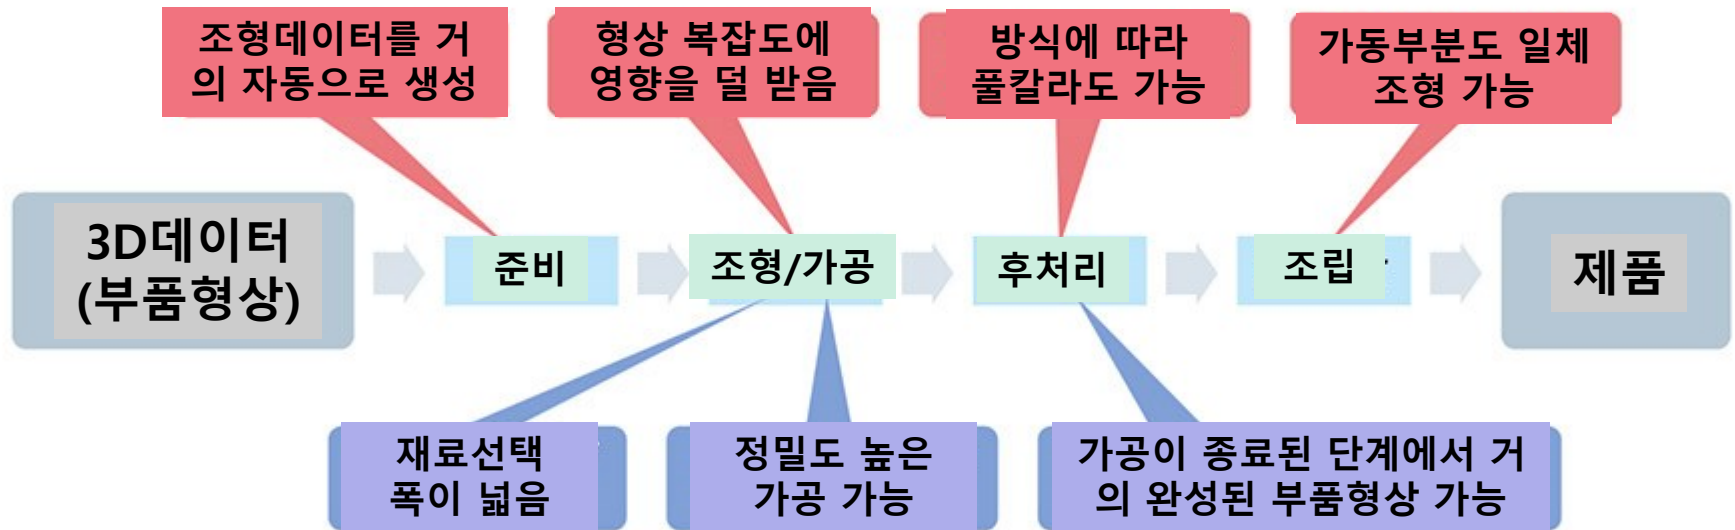 조형데이터를 거
의 자동으로 생성
형상 복잡도에
영향을 덜 받음
방식에 따라
풀칼라도 가능
가동부분도 일체
조형 가능
3D데이터
(부품형상)
준비
조형/가공
후처리
조립
제품
재료선택
폭이 넓음
정밀도 높은
가공 가능
가공이 종료된 단계에서 거
의 완성된 부품형상 가능